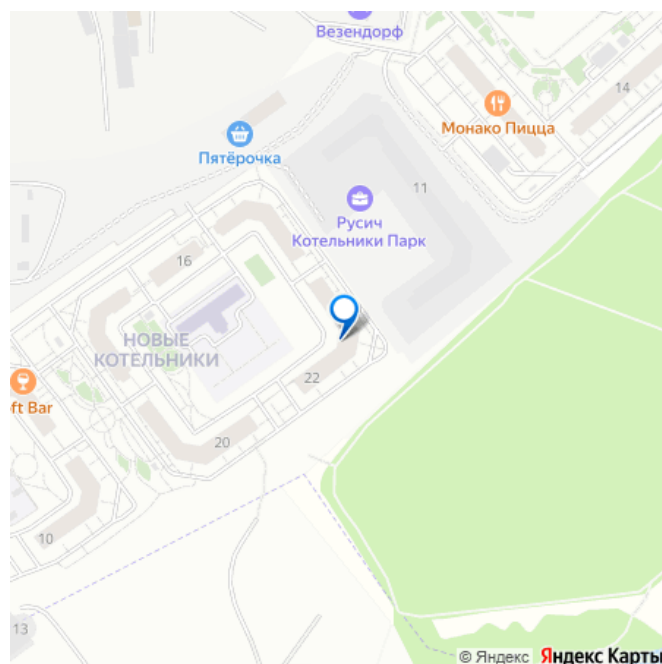 Везендорф
14
Монако Пицца
Пятёрочка
11
Русич
Котельники Парк
16
НОВЫЕ
КОТЕЛЬНИКИ
22
ft Bar
20
10
13
© Яндекс Яндекс Карты